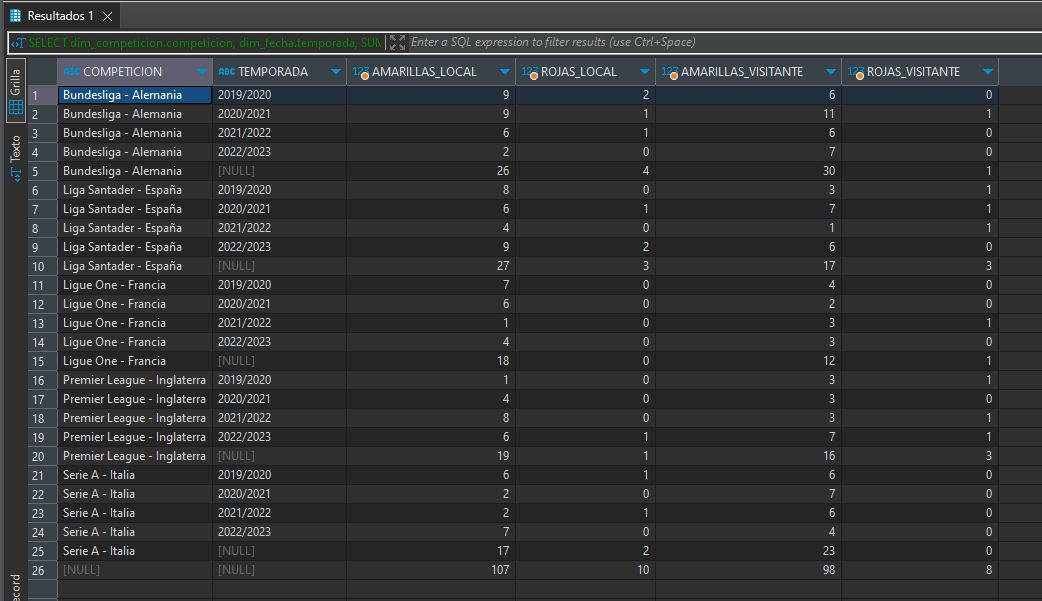 Resultados 1
SELECT dim_competicion.competicion, dim_fecha.temporada, SUM Enter a SQL expression to filter results (use Ctrl+Space)
Grilla
Texto
ecord
ABC COMPETICION ABC TEMPORADA 123 AMARILLAS_LOCAL 123 ROJAS_LOCAL 123 AMARILLAS_VISITANTE 123 ROJAS_VISITANTE
1 Bundesliga - Alemania 2019/2020 9 2 6 0
2 Bundesliga - Alemania 2020/2021 9 1 11 1
3 Bundesliga - Alemania 2021/2022 6 1 6 0
4 Bundesliga - Alemania 2022/2023 2 0 7 0
5 Bundesliga - Alemania [NULL] 26 4 30 1
6 Liga Santader - España 2019/2020 8 0 3 1
7 Liga Santader - España 2020/2021 6 1 7 1
8 Liga Santader - España 2021/2022 4 0 1 1
9 Liga Santader - España 2022/2023 9 2 6 0
10 Liga Santader - España [NULL] 27 3 17 3
11 Ligue One - Francia 2019/2020 7 0 4 0
12 Ligue One - Francia 2020/2021 6 0 2 0
13 Ligue One - Francia 2021/2022 1 0 3 1
14 Ligue One - Francia 2022/2023 4 0 3 0
15 Ligue One - Francia [NULL] 18 0 12 1
16 Premier League - Inglaterra 2019/2020 1 0 3 1
17 Premier League - Inglaterra 2020/2021 4 0 3 0
18 Premier League - Inglaterra 2021/2022 8 0 3 1
19 Premier League - Inglaterra 2022/2023 6 1 7 1
20 Premier League - Inglaterra [NULL] 19 1 16 3
21 Serie A - Italia 2019/2020 6 1 6 0
22 Serie A - Italia 2020/2021 2 0 7 0
23 Serie A - Italia 2021/2022 2 1 6 0
24 Serie A - Italia 2022/2023 7 0 4 0
25 Serie A - Italia [NULL] 17 2 23 0
26 [NULL] [NULL] 107 10 98 8